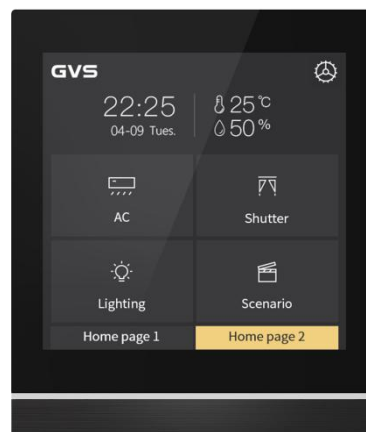 GVS
22:25
25℃
04-09 Tues.
50%
AC
Shutter
Lighting
Scenario
Home page 1
Home page 2